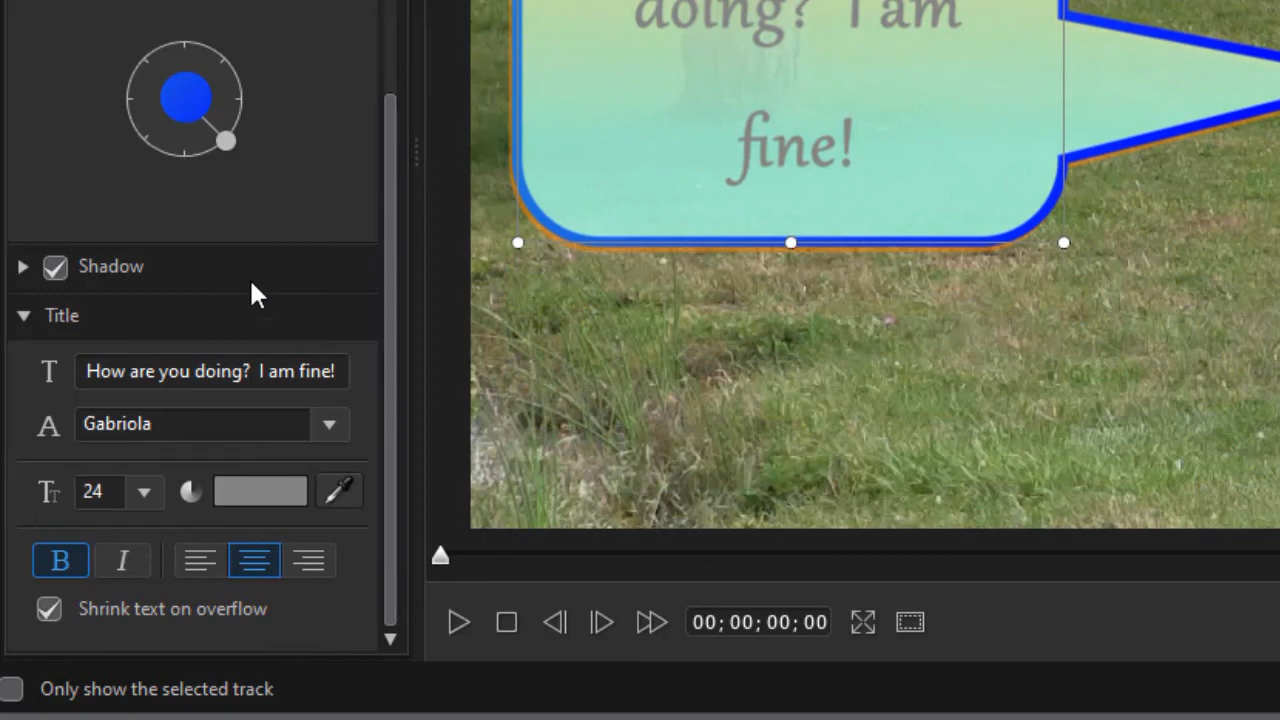 doing? I am
fine!
Shadow
Title
T How are you doing? I am fine!
A Gabriola
TT 24
B I
Shrink text on overflow
00;00;00;00
Only show the selected track